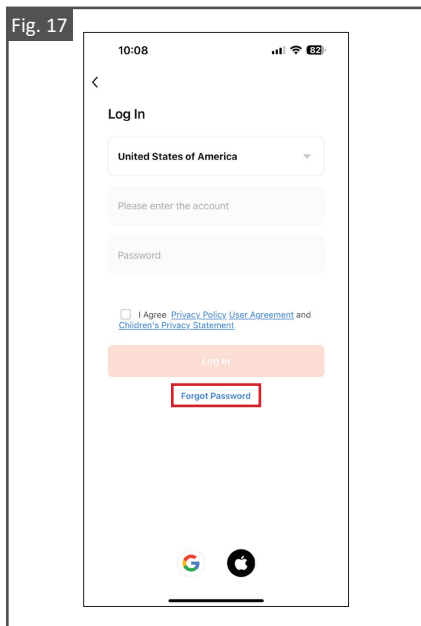 Fig. 17
10:08
82
Log In
United States of America
Please enter the account
Password
I Agree Privacy Policy User Agreement and
Children's Privacy Statement
Log In
Forgot Password
G